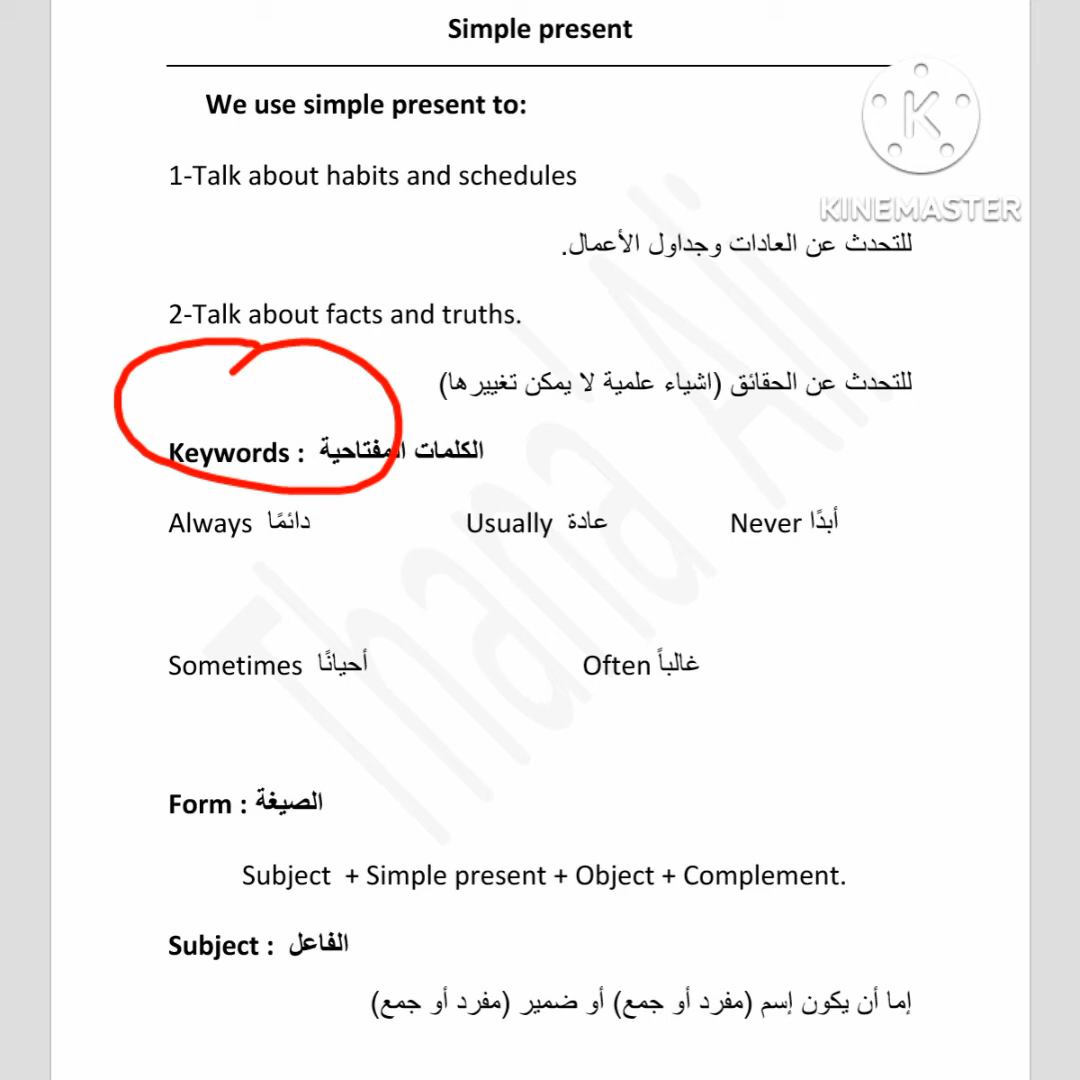 Simple present
We use simple present to:
KINEMASTER
1-Talk about habits and schedules
للتحدث عن العادات وجداول الأعمال.
2-Talk about facts and truths.
للتحدث عن الحقائق (اشياء علمية لا يمكن تغييرها)
Keywords : الكلمات المفتاحية
Always دائمًا Usually عادة Never أبدًا
Sometimes أحيانًا Often غالباً
Form : الصيغة
Subject + Simple present + Object + Complement.
Subject : الفاعل
إما أن يكون إسم (مفرد أو جمع) أو ضمير (مفرد أو جمع)
Thana Ali